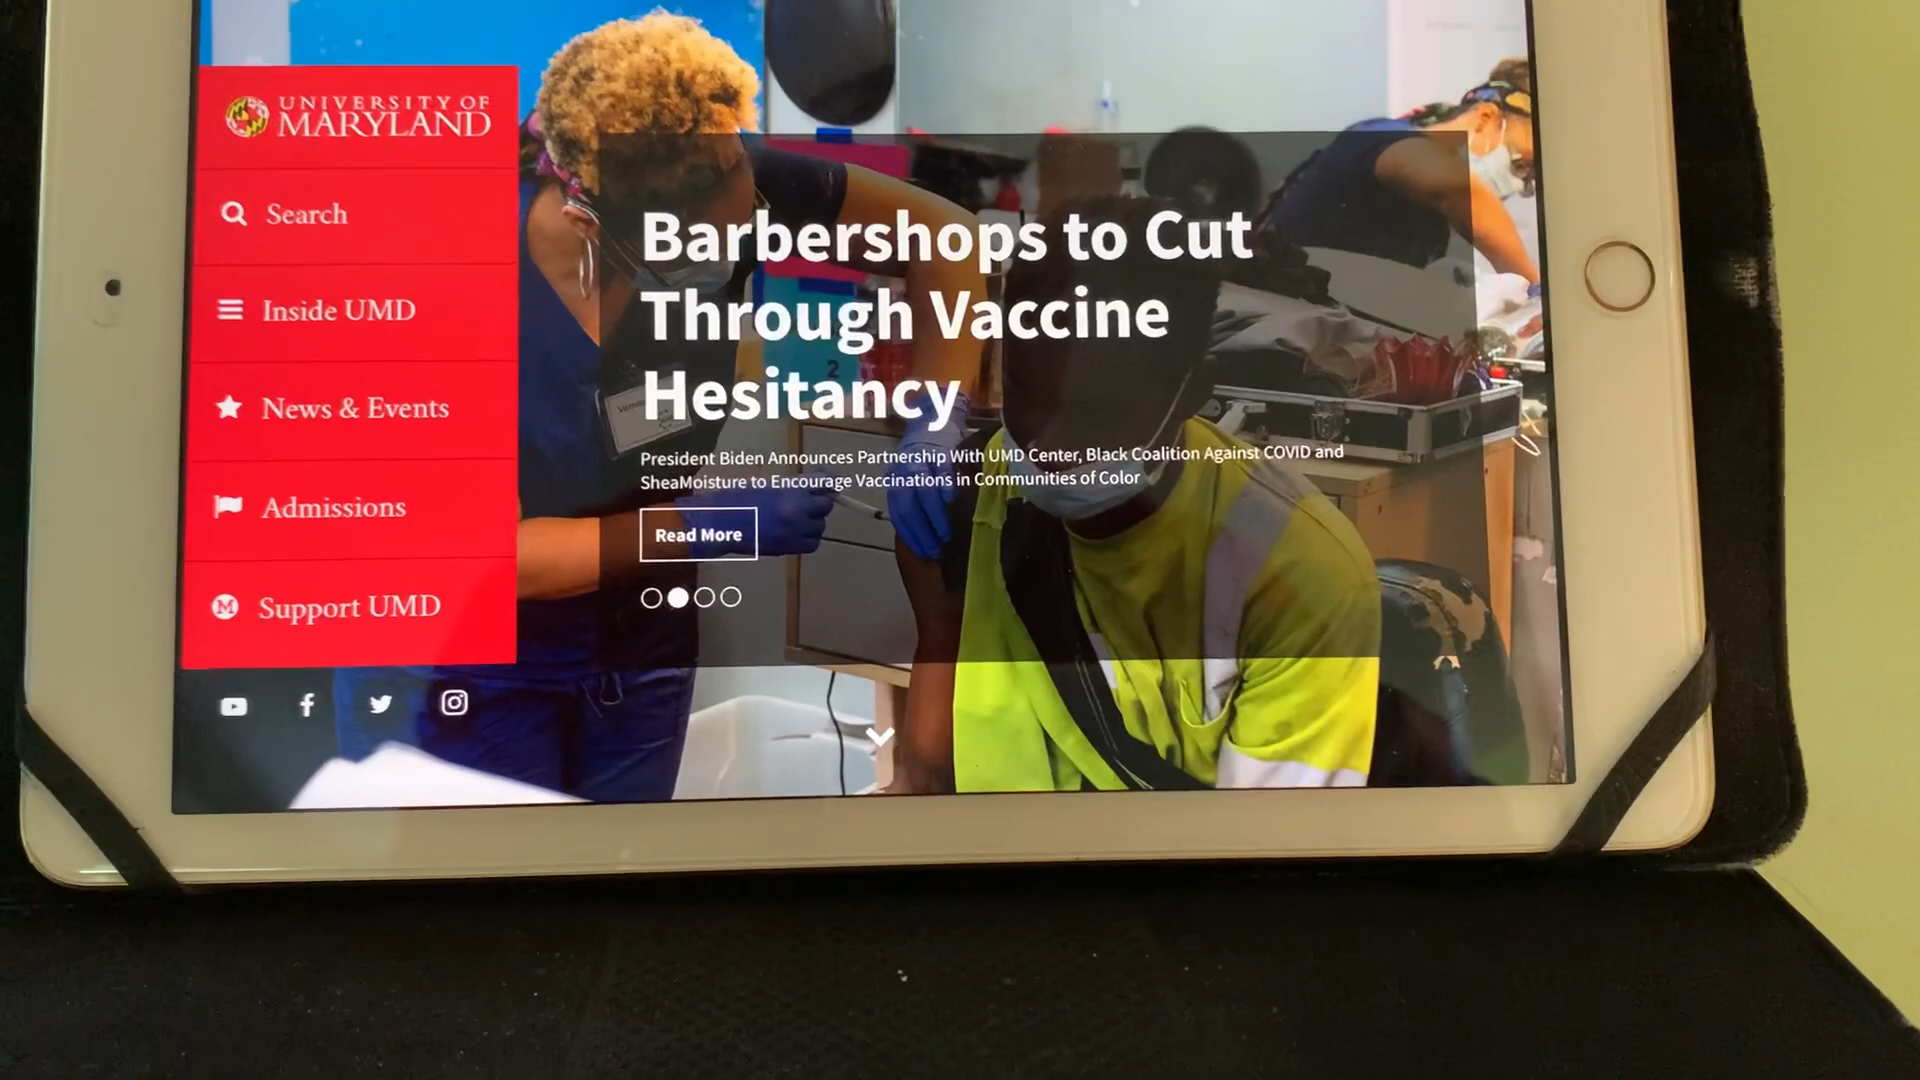 UNIVERSITY OF
MARYLAND
Search
Inside UMD
News & Events
Admissions
M
Support UMD
Barbershops to Cut
Through Vaccine
Hesitancy
President Biden Announces Partnership With UMD Center, Black Coalition Against COVID and
SheaMoisture to Encourage Vaccinations in Communities of Color
Read More
2